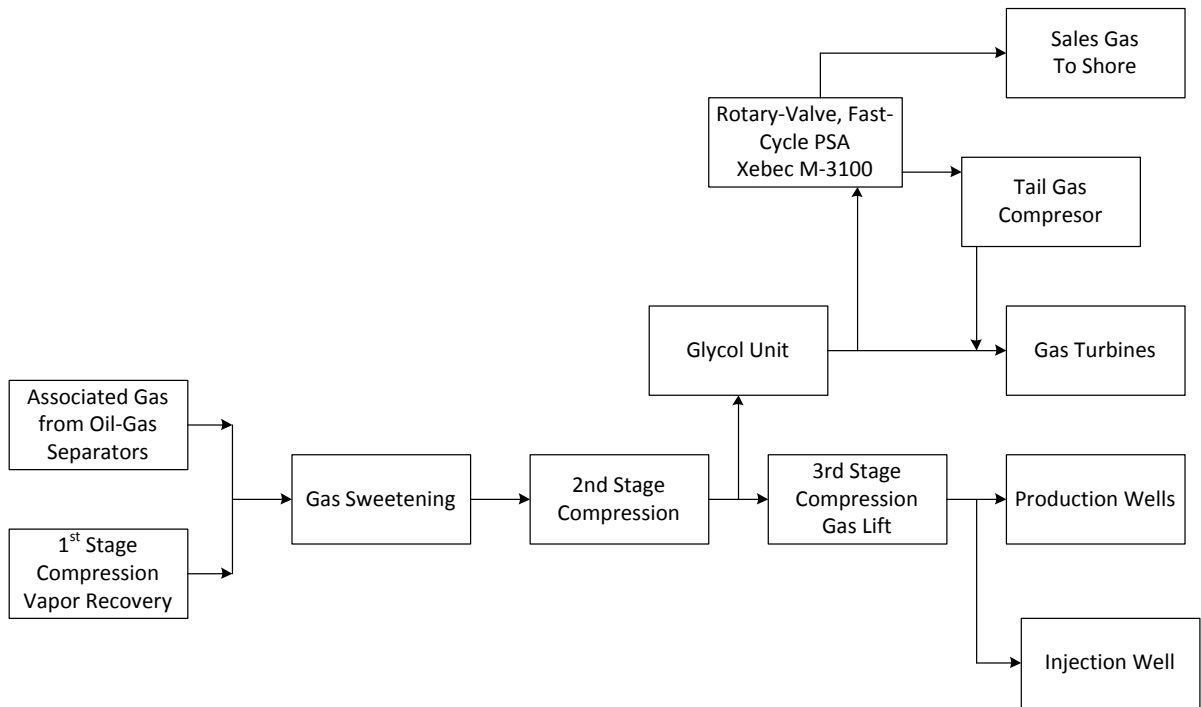 Sales Gas
To Shore
Rotary-Valve, Fast-
Cycle PSA
Xebec M-3100
Tail Gas
Compresor
Glycol Unit
Gas Turbines
Associated Gas
from Oil-Gas
Separators
Gas Sweetening
2nd Stage
Compression
3rd Stage
Compression
Gas Lift
Production Wells
1st Stage
Compression
Vapor Recovery
Injection Well